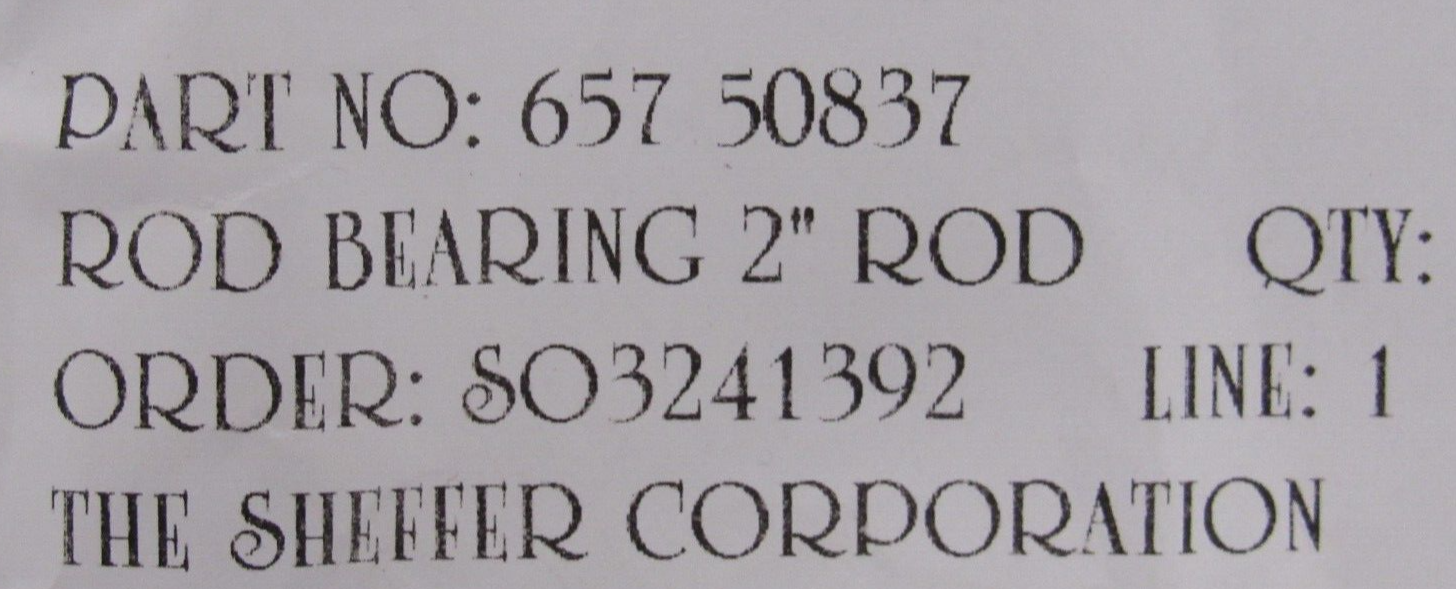 PART NO: 657 50837
ROD BEARING 2" ROD QTY:
ORDER: SO3241392 LINE: 1
THE SHEFFER CORPORATION